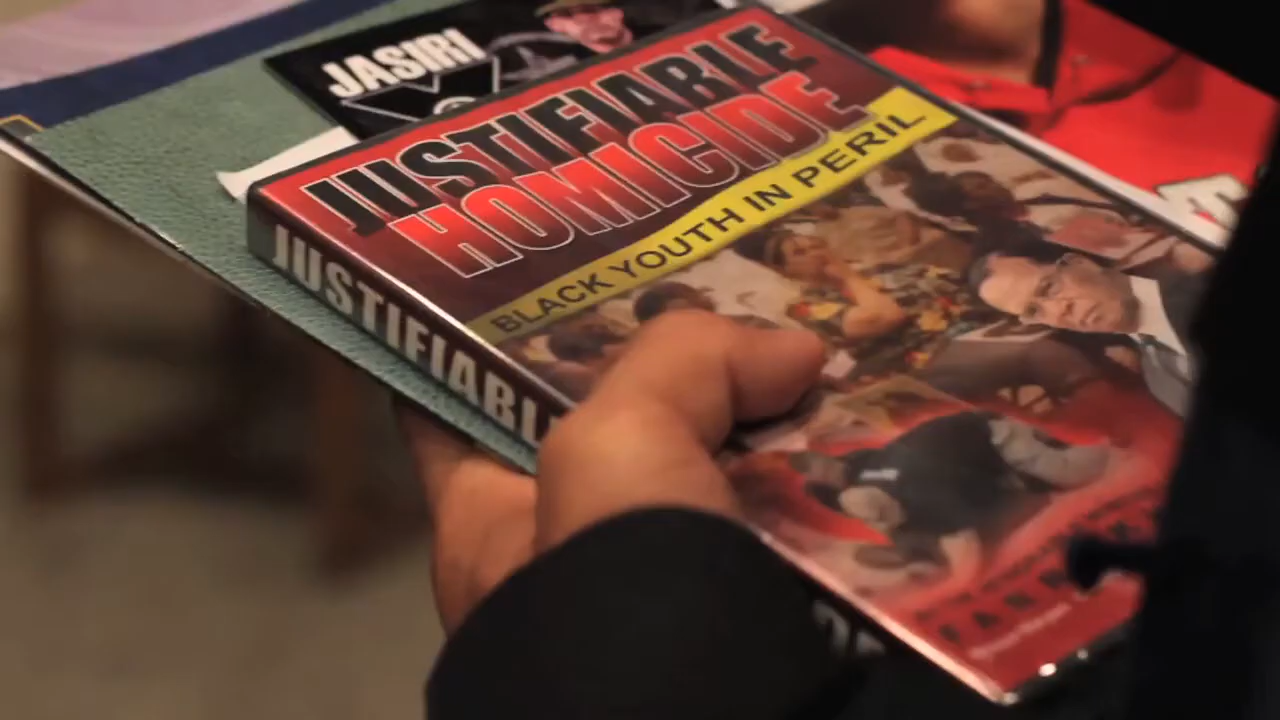 JASIRI
JUSTIFIABLE
HOMICIDE
BLACK YOUTH IN PERIL
JUSTIFIABL